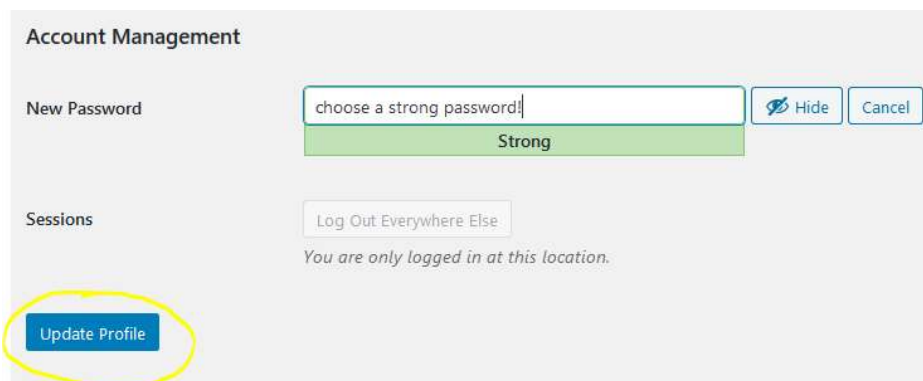 Account Management
New Password choose a strong password! Hide Cancel
Strong
Sessions Log Out Everywhere Else
You are only logged in at this location.
Update Profile